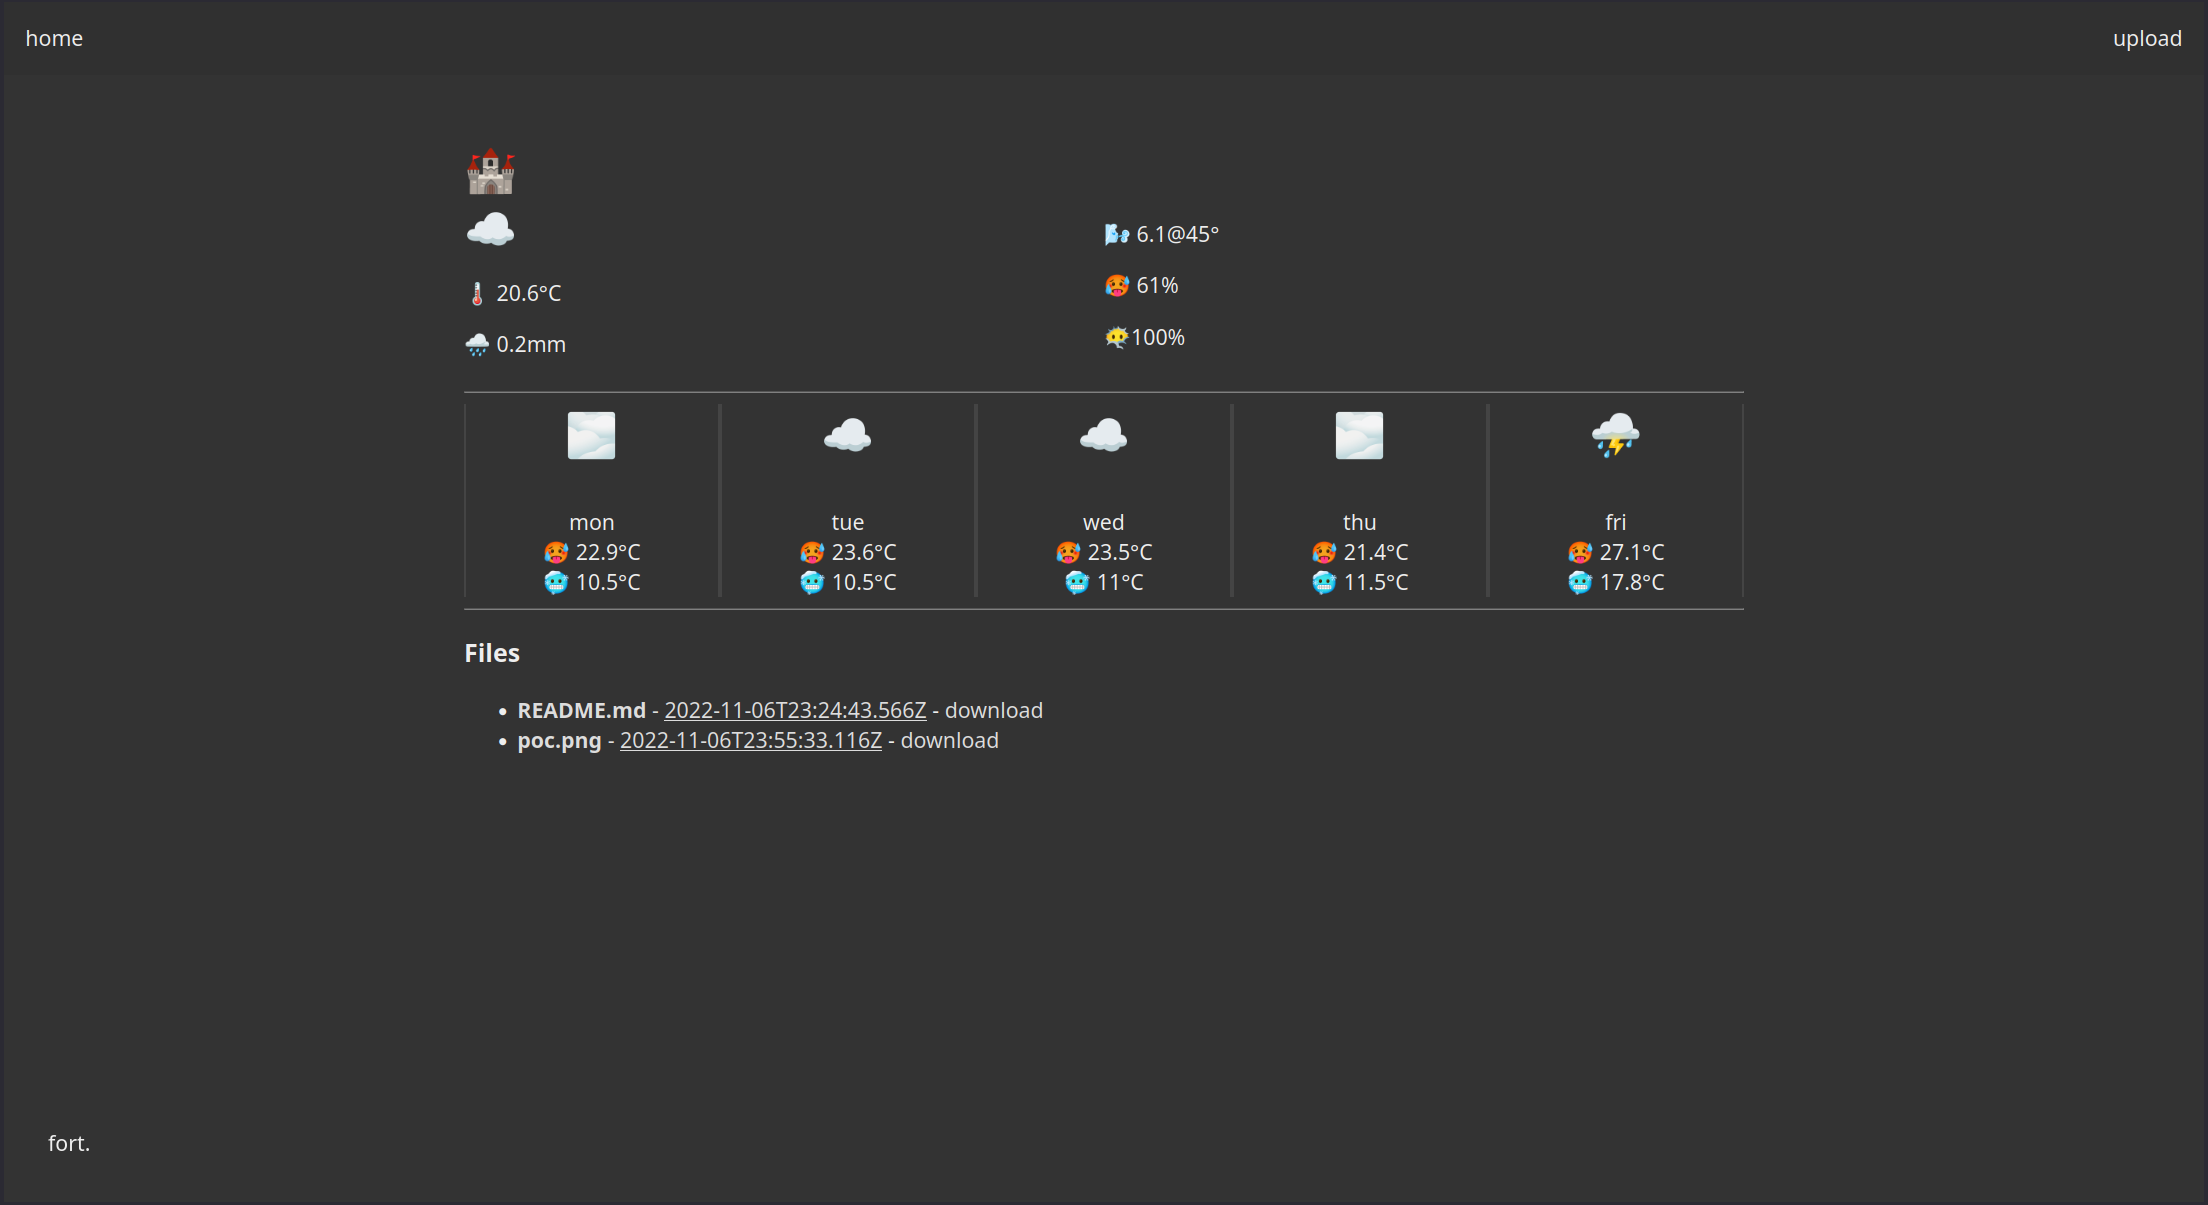 home
upload
20.6°C
0.2mm
6.1@45°
61%
100%
mon
22.9°C
10.5°C
tue
23.6°C
10.5°C
wed
23.5°C
11°C
thu
21.4°C
11.5°C
fri
27.1°C
17.8°C
Files
• README.md - 2022-11-06T23:24:43.566Z - download
• poc.png - 2022-11-06T23:55:33.116Z - download
fort.